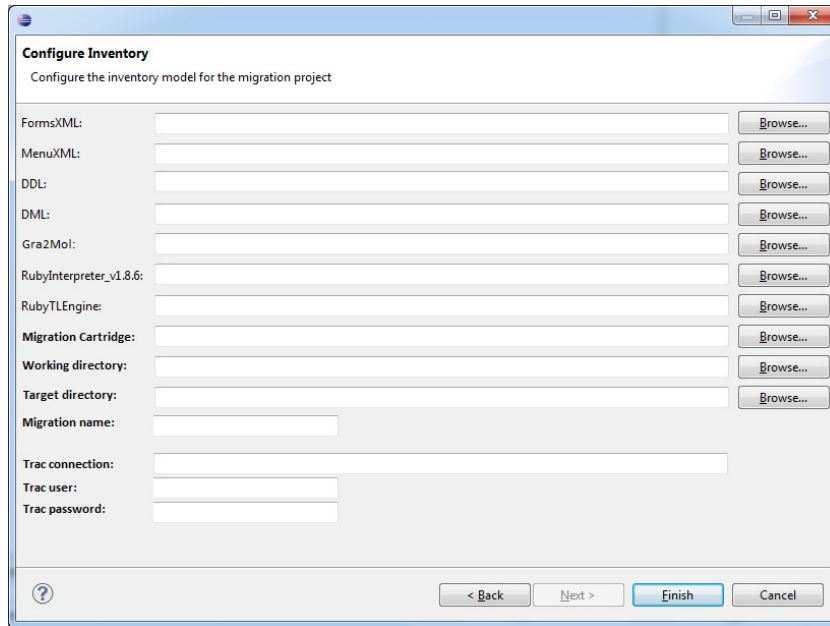 Configure Inventory
Configure the inventory model for the migration project
FormsXML: Browse...
MenuXML: Browse...
DDL: Browse...
DML: Browse...
Gra2Mol: Browse...
RubyInterpreter_v1.8.6: Browse...
RubyTLEngine: Browse...
Migration Cartridge: Browse...
Working directory: Browse...
Target directory: Browse...
Migration name:
Trac connection:
Trac user:
Trac password:
? < Back Next > Finish Cancel